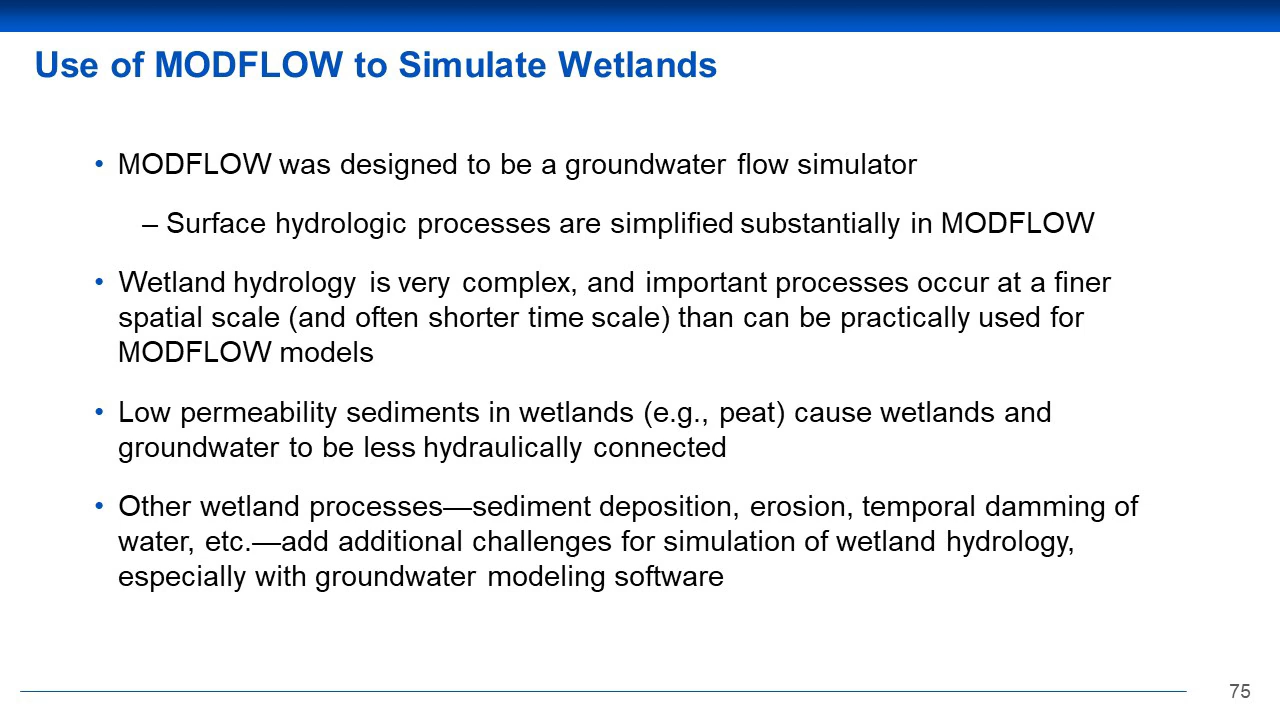 Use of MODFLOW to Simulate Wetlands
• MODFLOW was designed to be a groundwater flow simulator
– Surface hydrologic processes are simplified substantially in MODFLOW
• Wetland hydrology is very complex, and important processes occur at a finer
spatial scale (and often shorter time scale) than can be practically used for
MODFLOW models
• Low permeability sediments in wetlands (e.g., peat) cause wetlands and
groundwater to be less hydraulically connected
• Other wetland processes—sediment deposition, erosion, temporal damming of
water, etc.—add additional challenges for simulation of wetland hydrology,
especially with groundwater modeling software
75